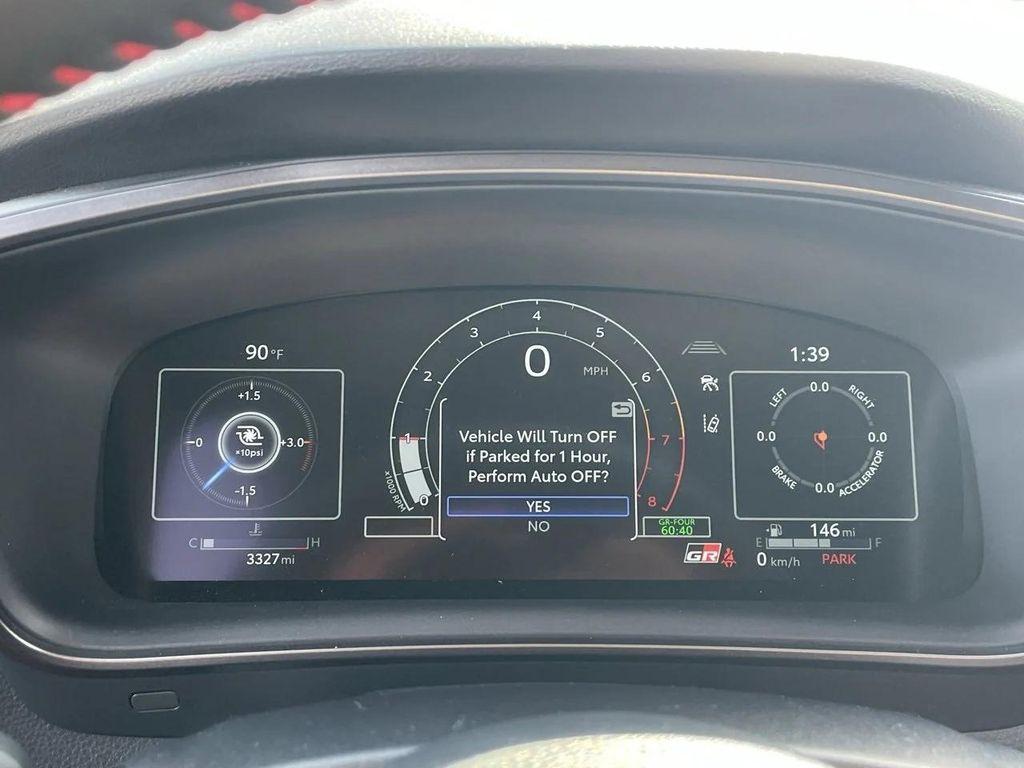 90°F
1:39
+1.5
-0
+3.0
×10psi
-1.5
0
MPH
0
1
2
3
4
5
6
7
8
×1000 RPM
Vehicle Will Turn OFF
if Parked for 1 Hour,
Perform Auto OFF?
YES
NO
LEFT
0.0
RIGHT
0.0
0.0
BRAKE
0.0
ACCELERATOR
C
H
3327 mi
GR-FOUR
60:40
GR
146 mi
E
F
0 km/h
PARK